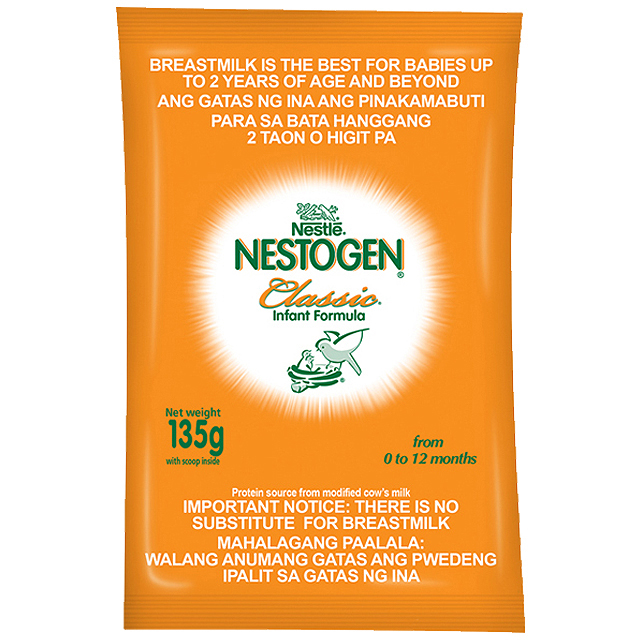 BREASTMILK IS THE BEST FOR BABIES UP
TO 2 YEARS OF AGE AND BEYOND
ANG GATAS NG INA ANG PINAKAMABUTI
PARA SA BATA HANGGANG
2 TAON O HIGIT PA
Nestlé®
NESTOGEN®
Classic®
Infant Formula
®
Net weight
135g
with scoop inside
from
0 to 12 months
Protein source from modified cow's milk
IMPORTANT NOTICE: THERE IS NO
SUBSTITUTE FOR BREASTMILK
MAHALAGANG PAALALA:
WALANG ANUMANG GATAS ANG PWEDENG
IPALIT SA GATAS NG INA